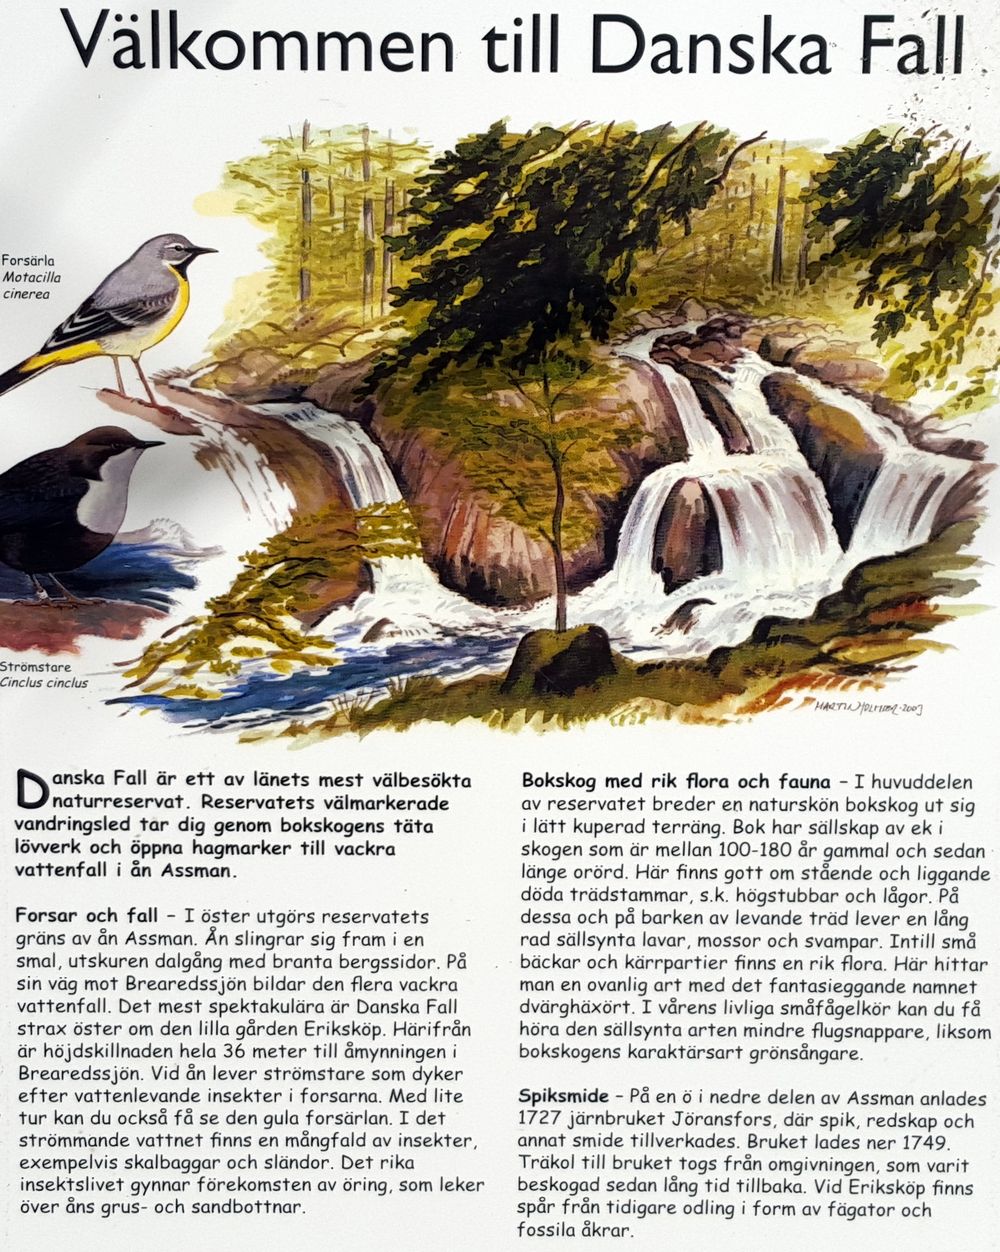 Välkommen till Danska Fall
Forsärla
Motacilla
cinerea
Strömstare
Cinclus cinclus
Danska Fall är ett av länets mest välbesökta
naturreservat. Reservatets välmarkerade
vandringsled tar dig genom bokskogens täta
lövverk och öppna hagmarker till vackra
vattenfall i ån Assman.
Forsar och fall – I öster utgörs reservatets
gräns av ån Assman. Ån slingrar sig fram i en
smal, utskuren dalgång med branta bergssidor. På
sin väg mot Brearedssjön bildar den flera vackra
vattenfall. Det mest spektakulära är Danska Fall
strax öster om den lilla gården Eriksköp. Härifrån
är höjdskillnaden hela 36 meter till åmynningen i
Brearedssjön. Vid ån lever strömstare som dyker
efter vattenlevande insekter i forsarna. Med lite
tur kan du också få se den gula forsärlan. I det
strömmande vattnet finns en mångfald av insekter,
exempelvis skalbaggar och sländor. Det rika
insektslivet gynnar förekomsten av öring, som leker
över åns grus- och sandbottnar.
Bokskog med rik flora och fauna – I huvuddelen
av reservatet breder en naturskön bokskog ut sig
i lätt kuperad terräng. Bok har sällskap av ek i
skogen som är mellan 100-180 år gammal och sedan
länge orörd. Här finns gott om stående och liggande
döda trädstammar, s.k. högstubbar och lågor. På
dessa och på barken av levande träd lever en lång
rad sällsynta lavar, mossor och svampar. Intill små
bäckar och kärrpartier finns en rik flora. Här hittar
man en ovanlig art med det fantasieggande namnet
dvärghäxört. I vårens livliga småfågelkör kan du få
höra den sällsynta arten mindre flugsnappare, liksom
bokskogens karaktärsart grönsångare.
Spiksmide – På en ö i nedre delen av Assman anlades
1727 järnbruket Jöransfors, där spik, redskap och
annat smide tillverkades. Bruket lades ner 1749.
Träkol till bruket togs från omgivningen, som varit
beskogad sedan lång tid tillbaka. Vid Eriksköp finns
spår från tidigare odling i form av fägator och
fossila åkrar.